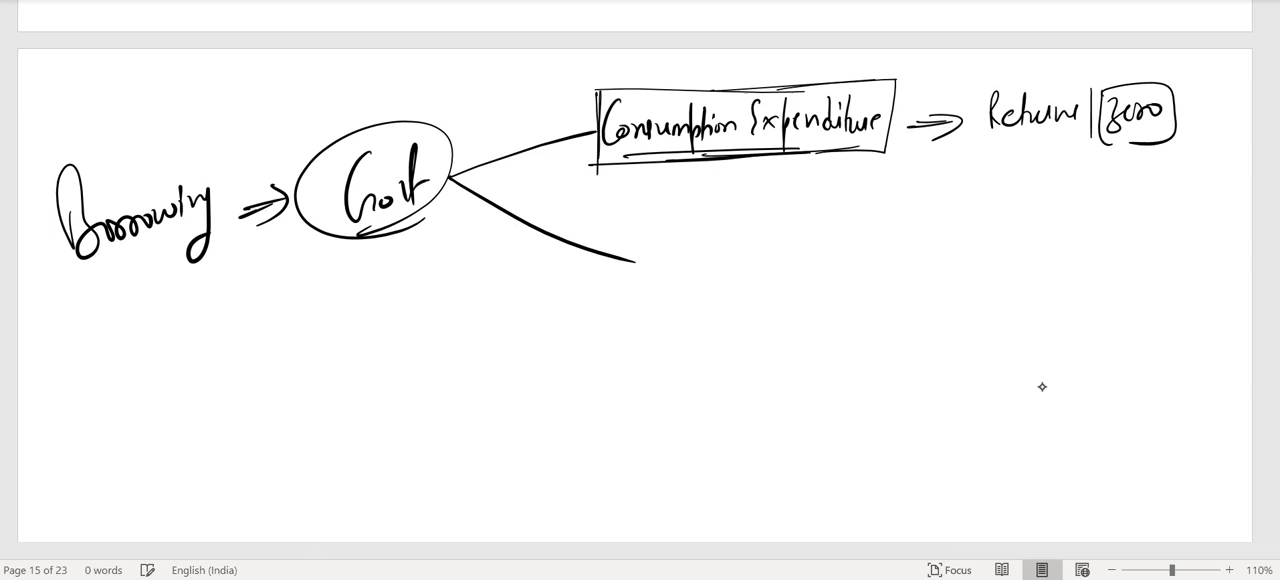 Borrowing ⇒ Govt
Consumption Expenditure ⇒ Return | Zero
Page 15 of 23 0 words English (India) Focus 110%